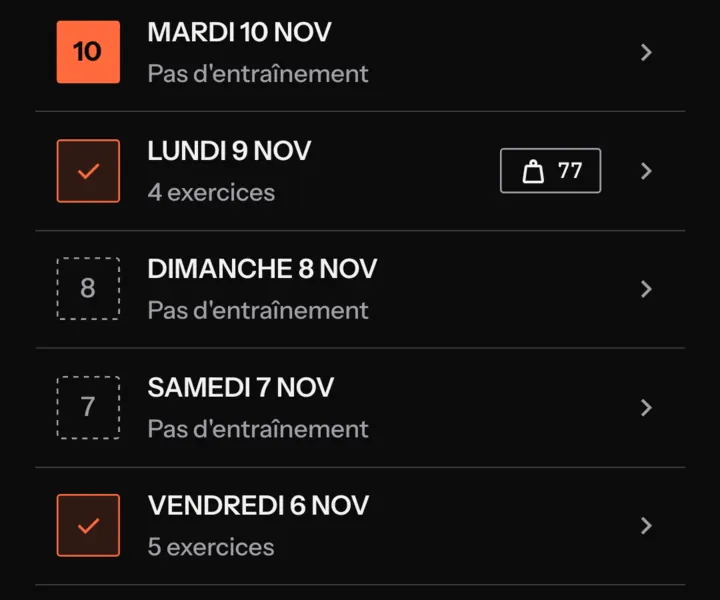 10
MARDI 10 NOV
Pas d'entraînement
LUNDI 9 NOV
4 exercices
77
8
DIMANCHE 8 NOV
Pas d'entraînement
7
SAMEDI 7 NOV
Pas d'entraînement
VENDREDI 6 NOV
5 exercices